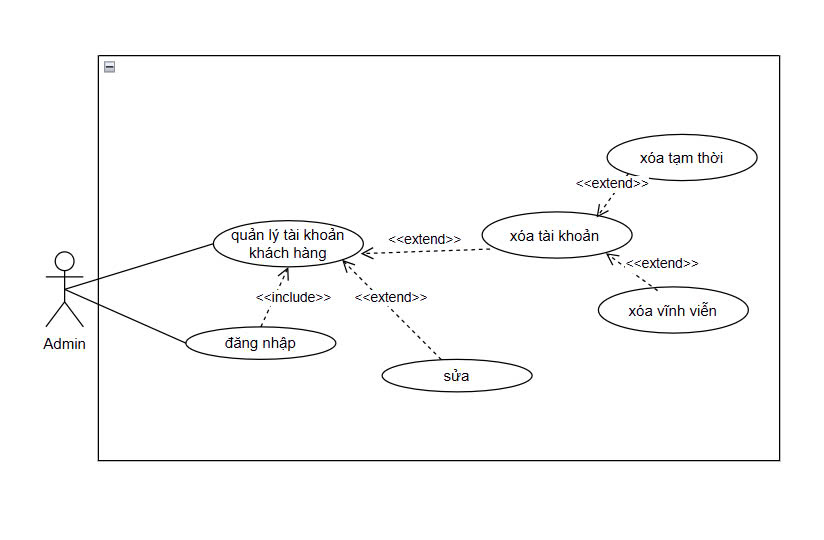 xóa tạm thời
<<extend>>
quản lý tài khoản
khách hàng
<<extend>>
xóa tài khoản
<<extend>>
<<include>>
<<extend>>
xóa vĩnh viễn
Admin
đăng nhập
sửa